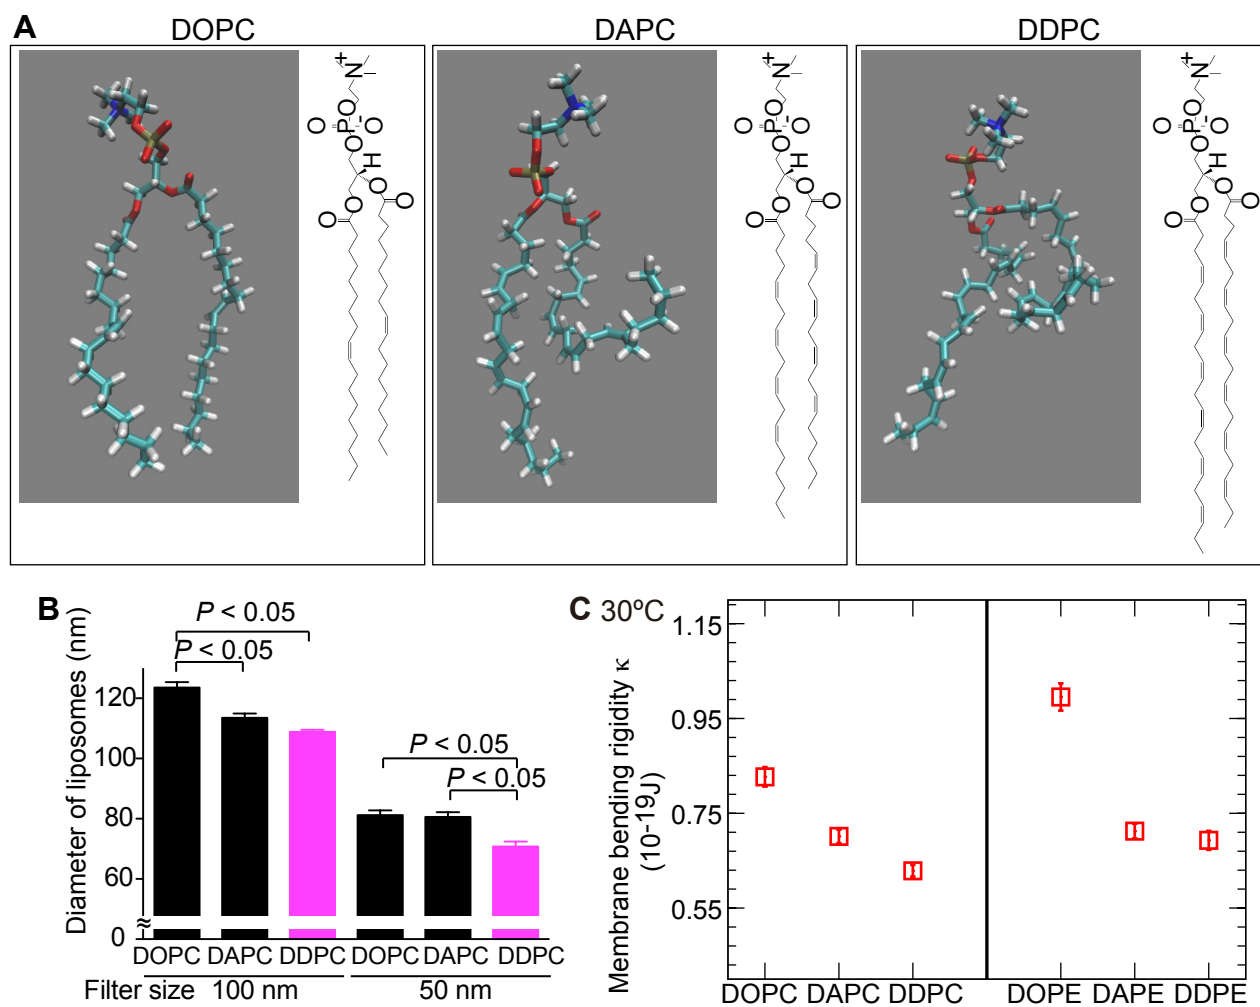 A
DOPC DAPC DDPC
N+ N+ N+
O O O
O P O- O P O- O P O-
O H O H O H
O O O O O O
O O O
B
P < 0.05
P < 0.05
P < 0.05
P < 0.05
Diameter of liposomes (nm)
120
100
80
60
≈
0
DOPC DAPC DDPC DOPC DAPC DDPC
Filter size 100 nm 50 nm
C 30ºC
Membrane bending rigidity κ
(10-19J)
1.15
0.95
0.75
0.55
DOPC DAPC DDPC DOPE DAPE DDPE